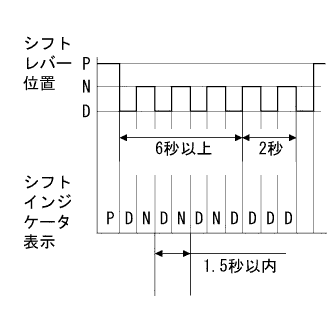 シフト
レバー
位置
P
N
D
6秒以上
2秒
シフト
インジ
ケータ
表示
P D N D N D N D D D D
1.5秒以内